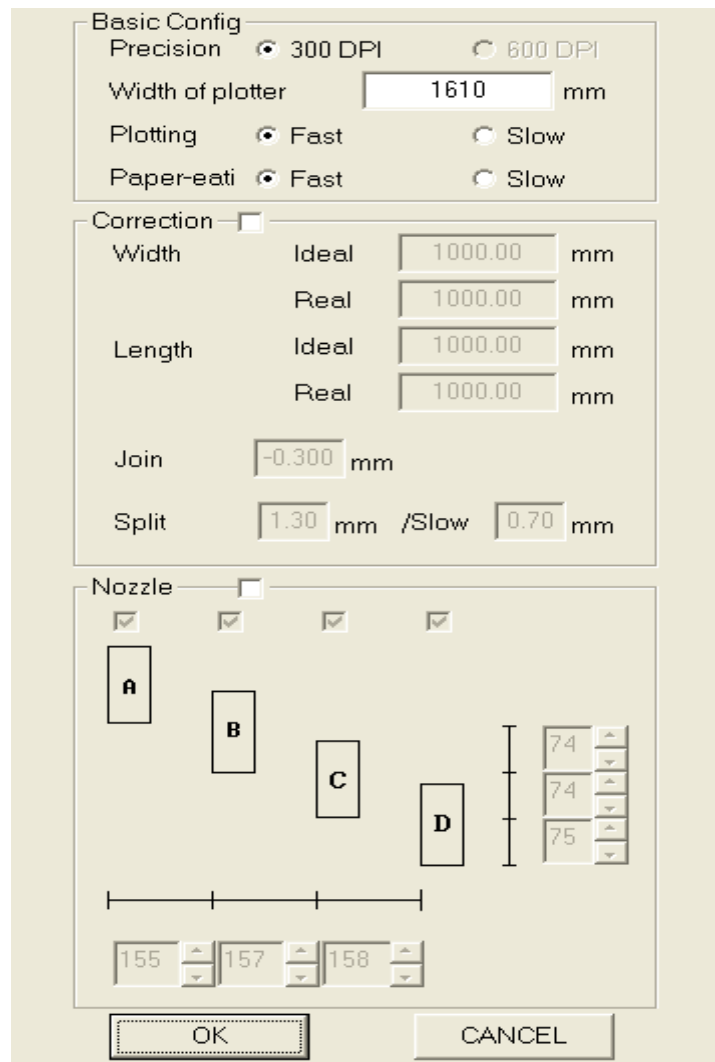 Basic Config
Precision 300 DPI 600 DPI
Width of plotter 1610 mm
Plotting Fast Slow
Paper-eati Fast Slow
Correction
Width Ideal 1000.00 mm
Real 1000.00 mm
Length Ideal 1000.00 mm
Real 1000.00 mm
Join -0.300 mm
Split 1.30 mm /Slow 0.70 mm
Nozzle
A
B
C
D
74
74
75
155 157 158
OK CANCEL